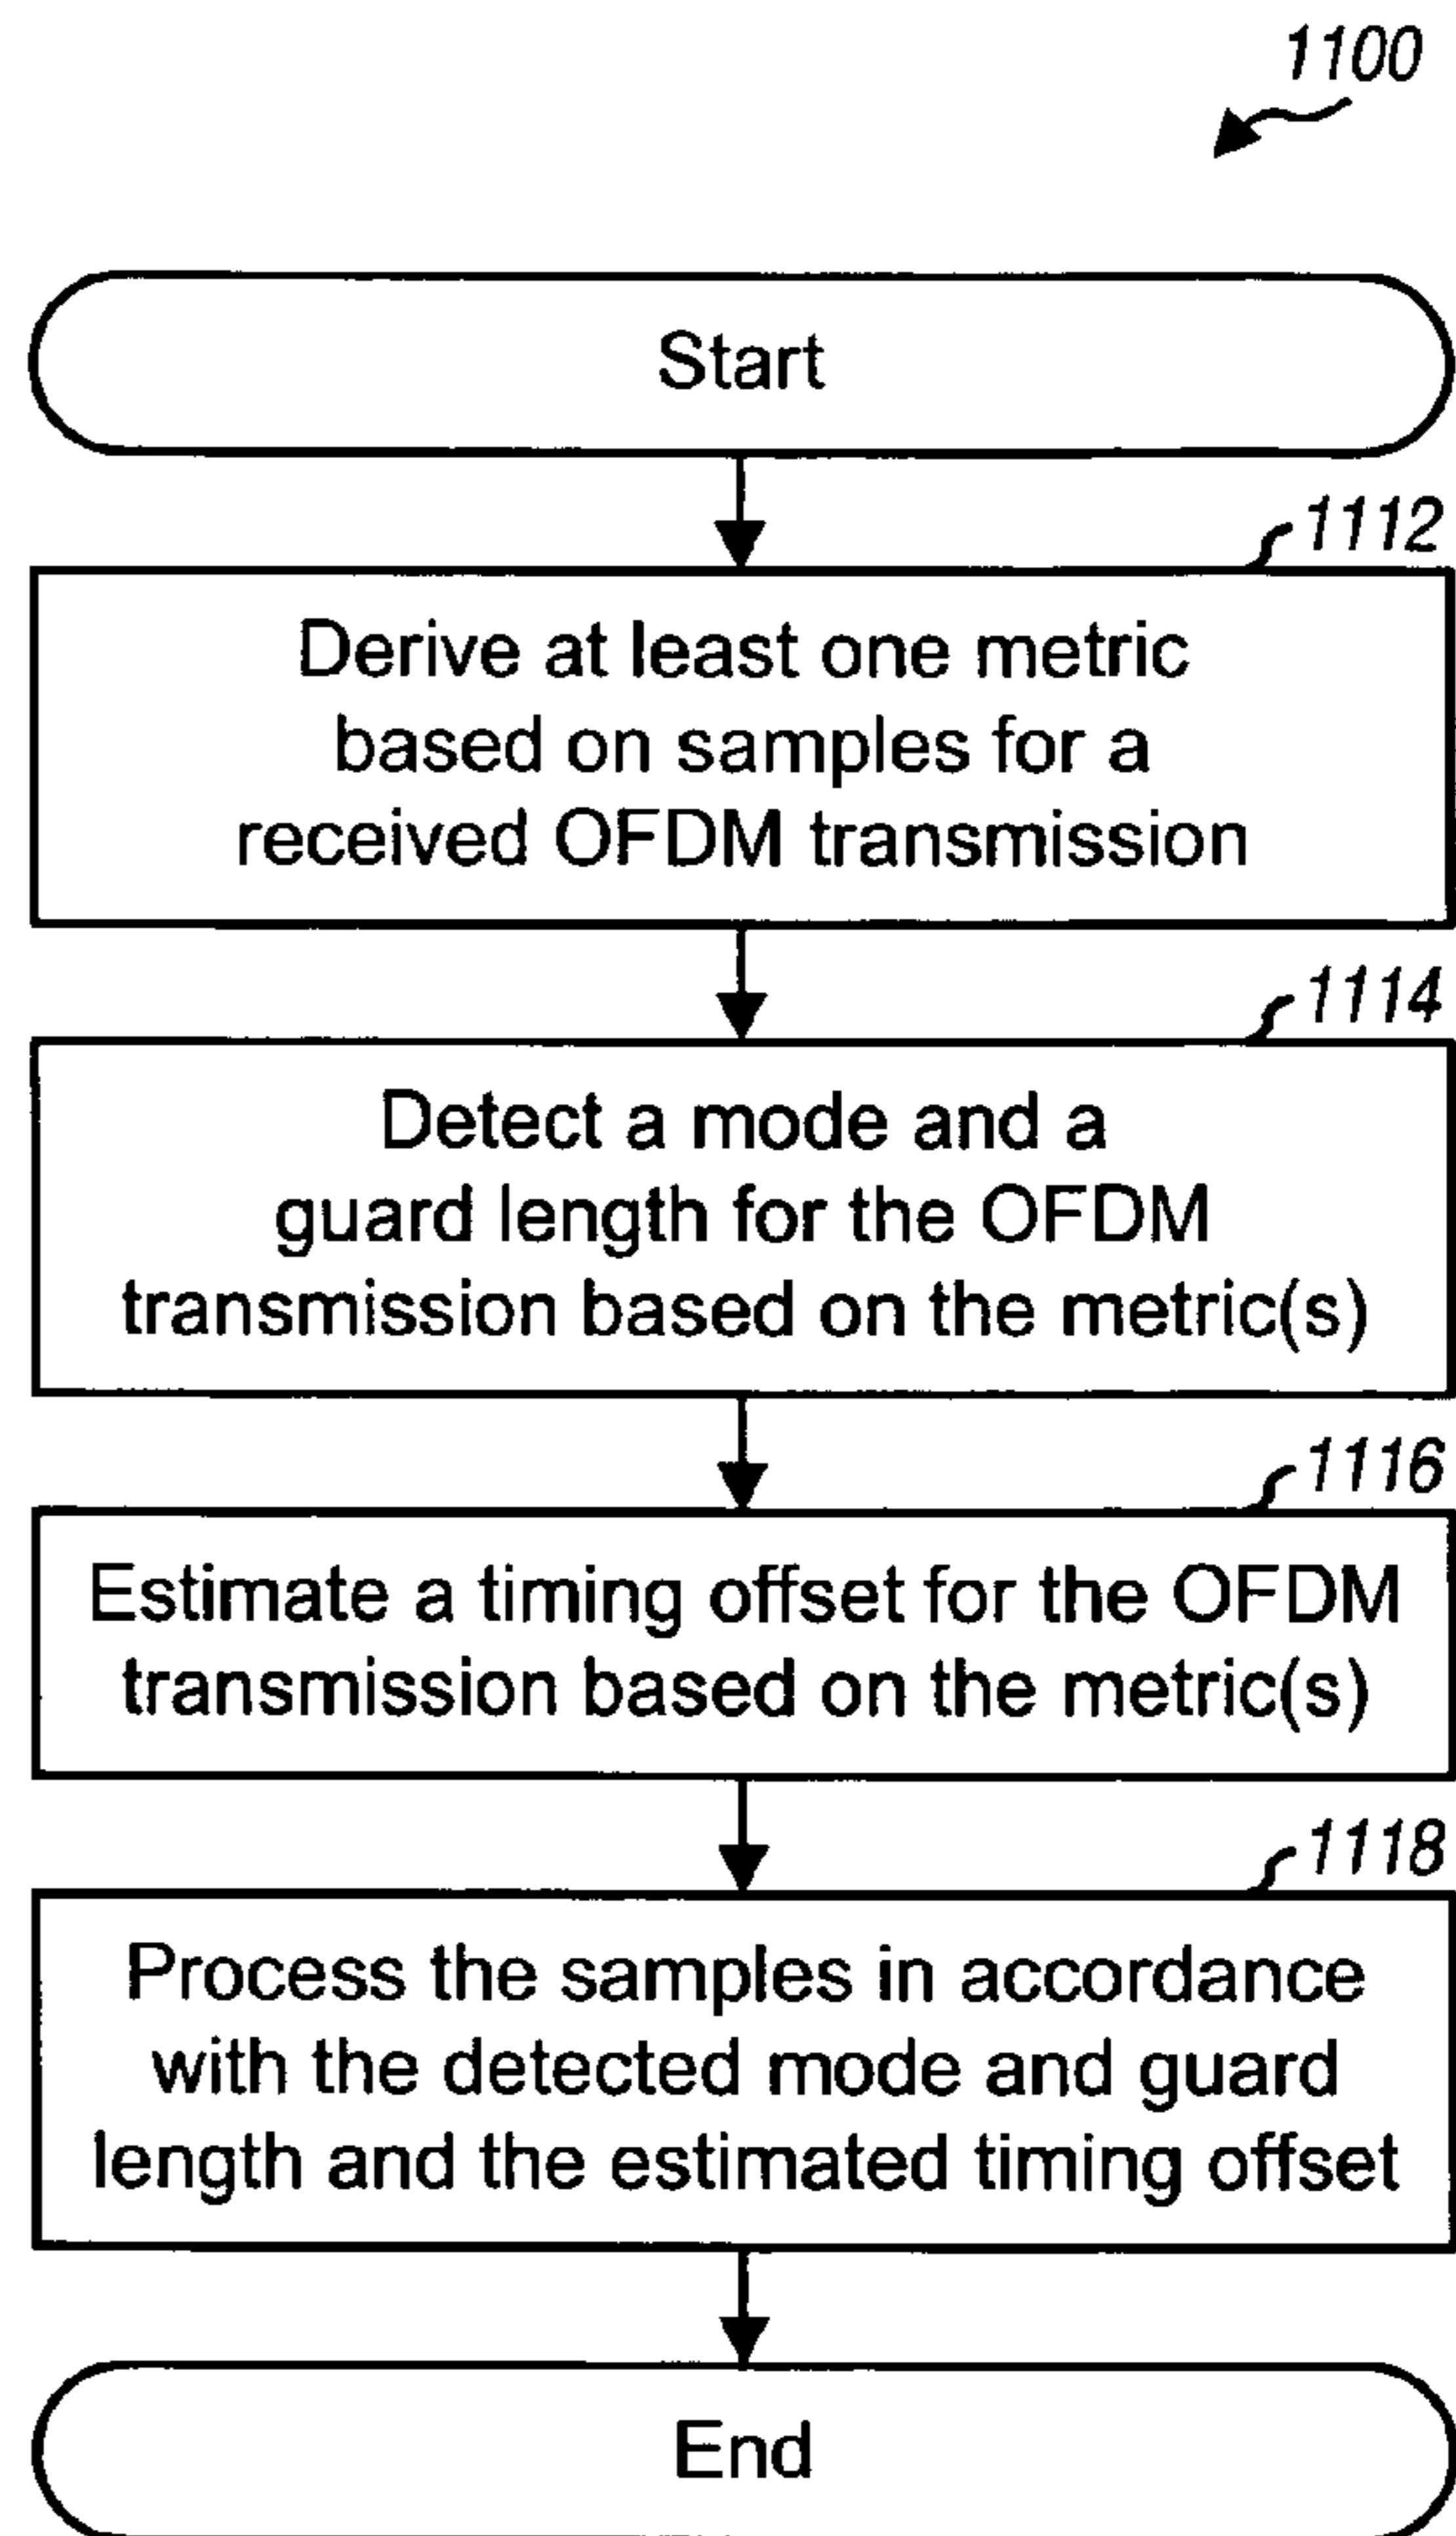 1100
Start
1112
Derive at least one metric
based on samples for a
received OFDM transmission
1114
Detect a mode and a
guard length for the OFDM
transmission based on the metric(s)
1116
Estimate a timing offset for the OFDM
transmission based on the metric(s)
1118
Process the samples in accordance
with the detected mode and guard
length and the estimated timing offset
End